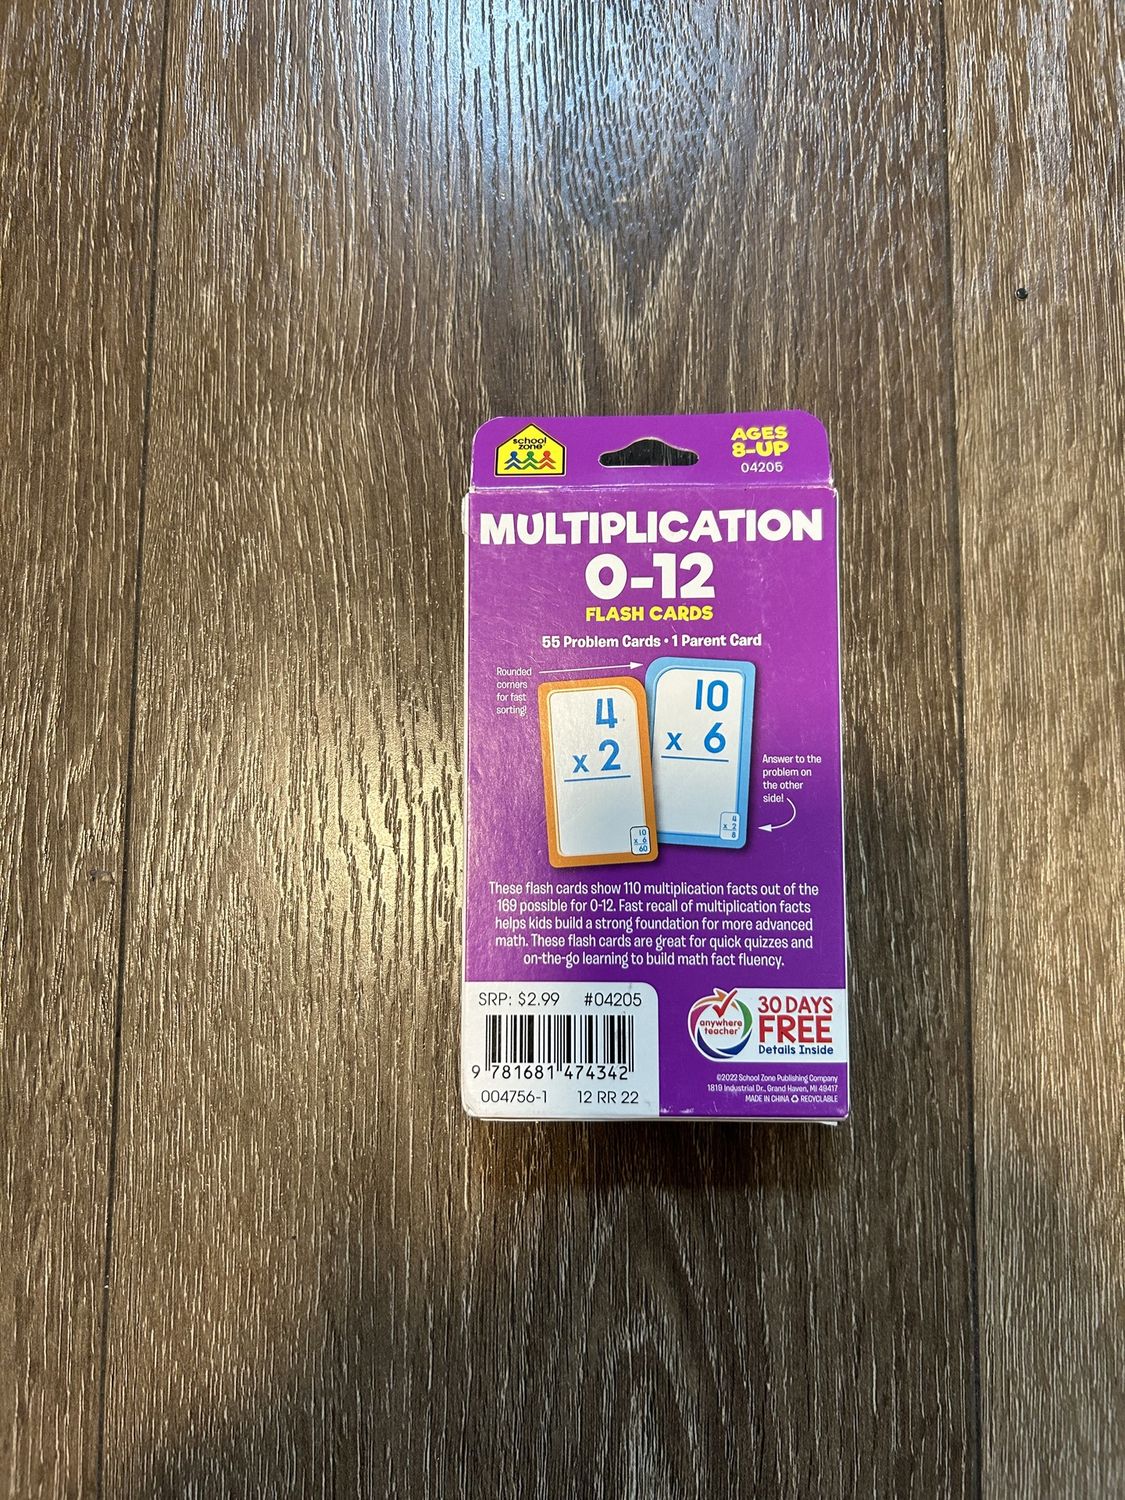 school
zone
AGES
8-UP
04205
MULTIPLICATION
0-12
FLASH CARDS
55 Problem Cards • 1 Parent Card
Rounded
corners
for fast
sorting!
4
x 2
10
x 6
60
10
x 6
4
x 2
8
Answer to the
problem on
the other
side!
These flash cards show 110 multiplication facts out of the
169 possible for 0-12. Fast recall of multiplication facts
helps kids build a strong foundation for more advanced
math. These flash cards are great for quick quizzes and
on-the-go learning to build math fact fluency.
SRP: $2.99 #04205
9 781681 474342
004756-1 12 RR 22
anywhere
teacher
30 DAYS
FREE
Details Inside
©2022 School Zone Publishing Company
1819 Industrial Dr., Grand Haven, MI 49417
MADE IN CHINA ♻ RECYCLABLE